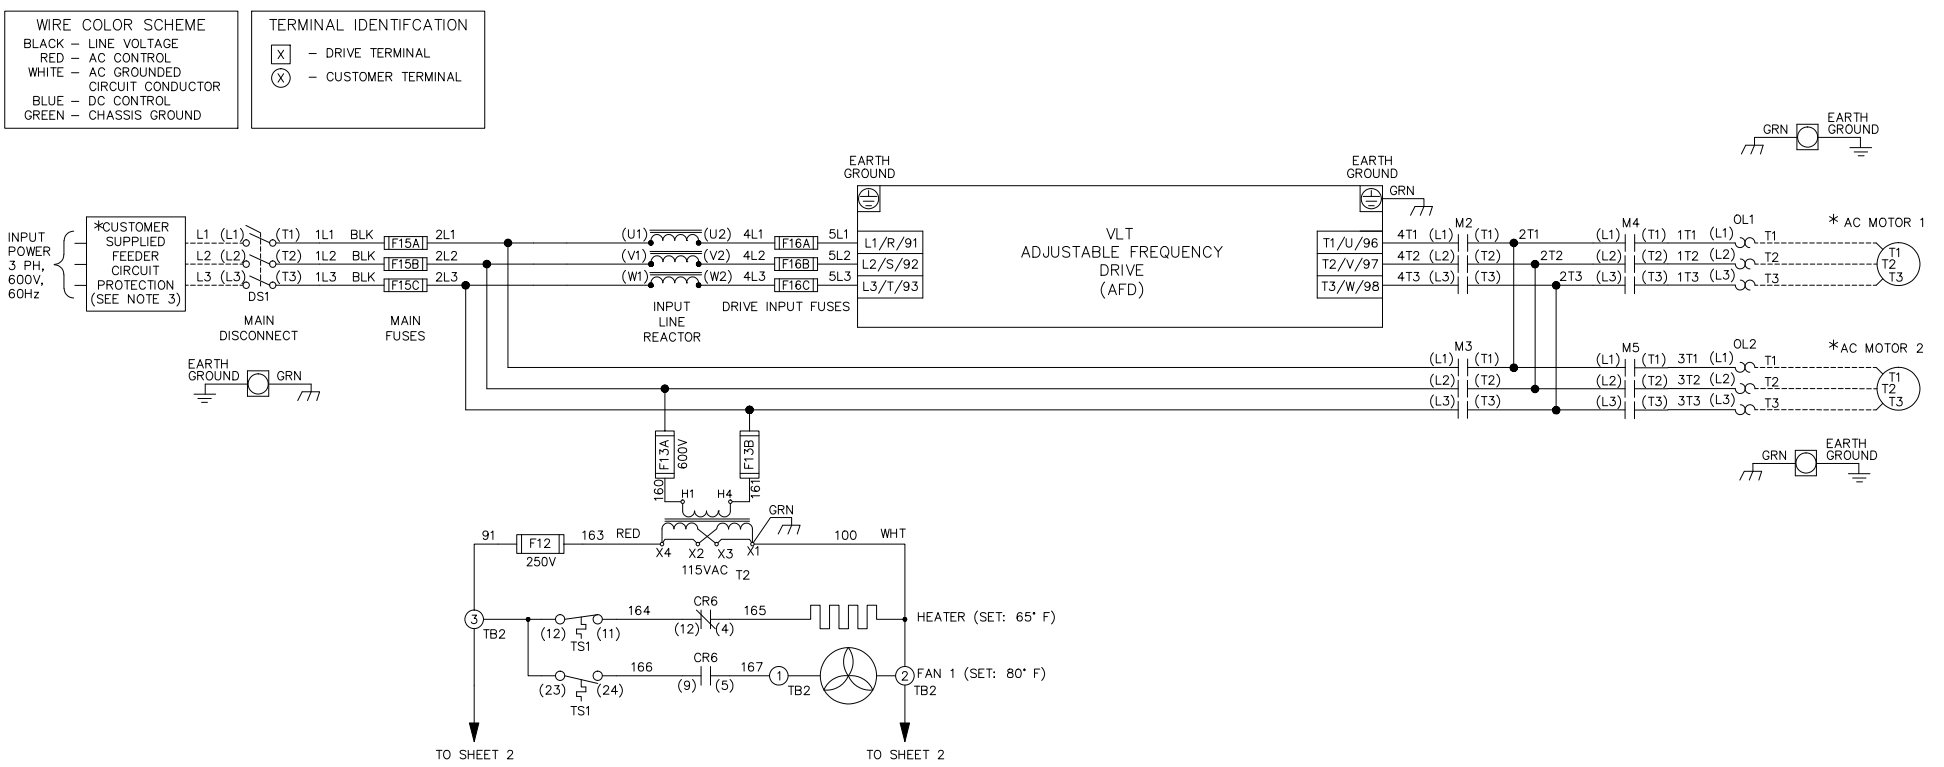 WIRE COLOR SCHEME
BLACK – LINE VOLTAGE
RED – AC CONTROL
WHITE – AC GROUNDED
CIRCUIT CONDUCTOR
BLUE – DC CONTROL
GREEN – CHASSIS GROUND
TERMINAL IDENTIFCATION
X – DRIVE TERMINAL
X – CUSTOMER TERMINAL
EARTH
GRN GROUND
EARTH
GROUND
EARTH
GROUND
GRN
INPUT
POWER
3 PH,
600V,
60Hz
*CUSTOMER
SUPPLIED
FEEDER
CIRCUIT
PROTECTION
(SEE NOTE 3)
L1 (L1) (T1) 1L1 BLK F15A 2L1
L2 (L2) (T2) 1L2 BLK F15B 2L2
L3 (L3) (T3) 1L3 BLK F15C 2L3
DS1
MAIN
DISCONNECT
MAIN
FUSES
(U1) (U2) 4L1 F16A 5L1
(V1) (V2) 4L2 F16B 5L2
(W1) (W2) 4L3 F16C 5L3
INPUT
LINE
REACTOR
DRIVE INPUT FUSES
L1/R/91
L2/S/92
L3/T/93
VLT
ADJUSTABLE FREQUENCY
DRIVE
(AFD)
T1/U/96
T2/V/97
T3/W/98
M2 M4 OL1 * AC MOTOR 1
4T1 (L1) (T1) 2T1 (L1) (T1) 1T1 (L1) T1
4T2 (L2) (T2) 2T2 (L2) (T2) 1T2 (L2) T2
4T3 (L3) (T3) 2T3 (L3) (T3) 1T3 (L3) T3
T1
T2
T3
EARTH
GROUND GRN
M3 M5 OL2 *AC MOTOR 2
(L1) (T1) (L1) (T1) 3T1 (L1) T1
(L2) (T2) (L2) (T2) 3T2 (L2) T2
(L3) (T3) (L3) (T3) 3T3 (L3) T3
T1
T2
T3
EARTH
GRN GROUND
F13A
600V
F13B
160
161
H1 H4
GRN
91 F12 163 RED
250V
X4 X2 X3 X1
100 WHT
115VAC T2
3
TB2
(12) (11)
TS1
164
CR6
(12) (4)
165
HEATER (SET: 65° F)
(23) (24)
TS1
166
CR6
(9) (5)
167
1
TB2
2
TB2
FAN 1 (SET: 80° F)
TO SHEET 2
TO SHEET 2